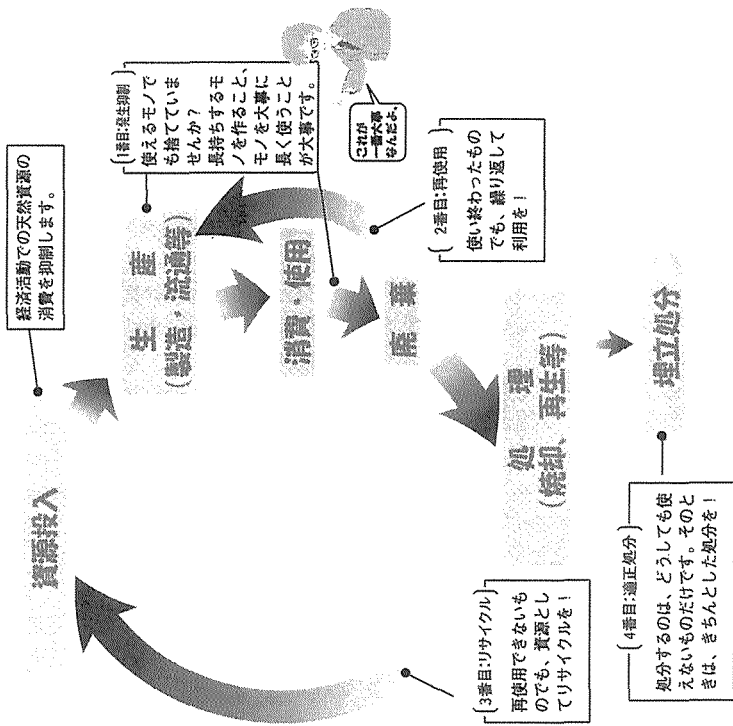 経済活動での天然資源の
消費を抑制します。
資源投入
生産
(製造・流通等)
消費・使用
廃棄
処理
(焼却、再生等)
埋立処分
1番目:発生抑制
使えるモノで
も捨てていま
せんか？
長持ちするモ
ノを作ること、
モノを大事に
長く使うこと
が大事です。
これが
一番大事
なんだよ。
2番目:再使用
使い終わったもの
でも、繰り返して
利用を！
3番目:リサイクル
再使用できないも
のでも、資源とし
てリサイクルを！
4番目:適正処分
処分するのは、どうしても使
えないものだけです。そのと
きは、きちんとした処分を！